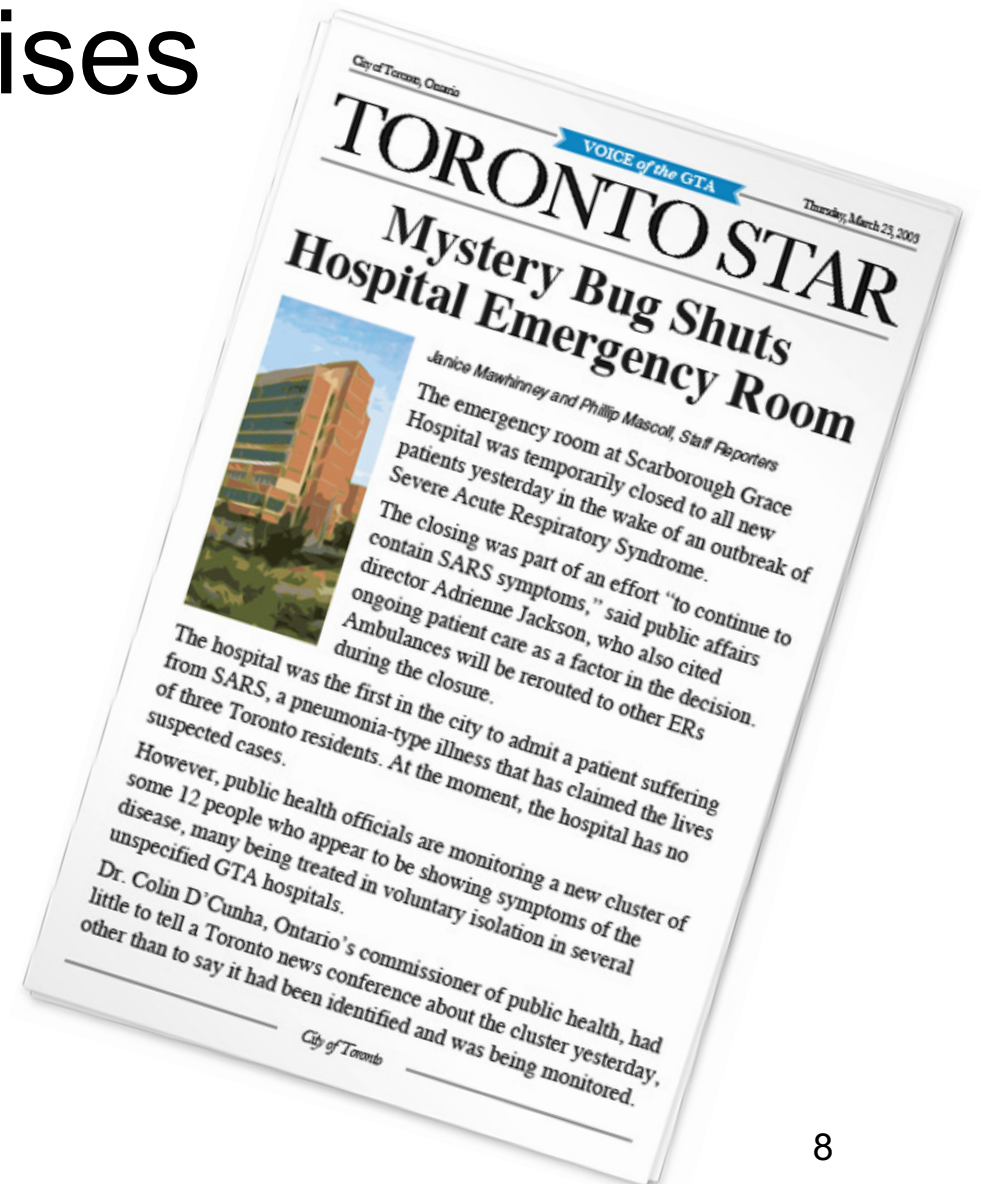 ises
City of Toronto, Ontario
VOICE of the GTA
Thursday, March 25, 2003
TORONTO STAR
Mystery Bug Shuts
Hospital Emergency Room
Janice Mawhinney and Phillip Mascoll, Staff Reporters
The emergency room at Scarborough Grace
Hospital was temporarily closed to all new
patients yesterday in the wake of an outbreak of
Severe Acute Respiratory Syndrome.
The closing was part of an effort “to continue to
contain SARS symptoms,” said public affairs
director Adrienne Jackson, who also cited
ongoing patient care as a factor in the decision.
Ambulances will be rerouted to other ERs
during the closure.
The hospital was the first in the city to admit a patient suffering
from SARS, a pneumonia-type illness that has claimed the lives
of three Toronto residents. At the moment, the hospital has no
suspected cases.
However, public health officials are monitoring a new cluster of
some 12 people who appear to be showing symptoms of the
disease, many being treated in voluntary isolation in several
unspecified GTA hospitals.
Dr. Colin D’Cunha, Ontario’s commissioner of public health, had
little to tell a Toronto news conference about the cluster yesterday,
other than to say it had been identified and was being monitored.
City of Toronto
8